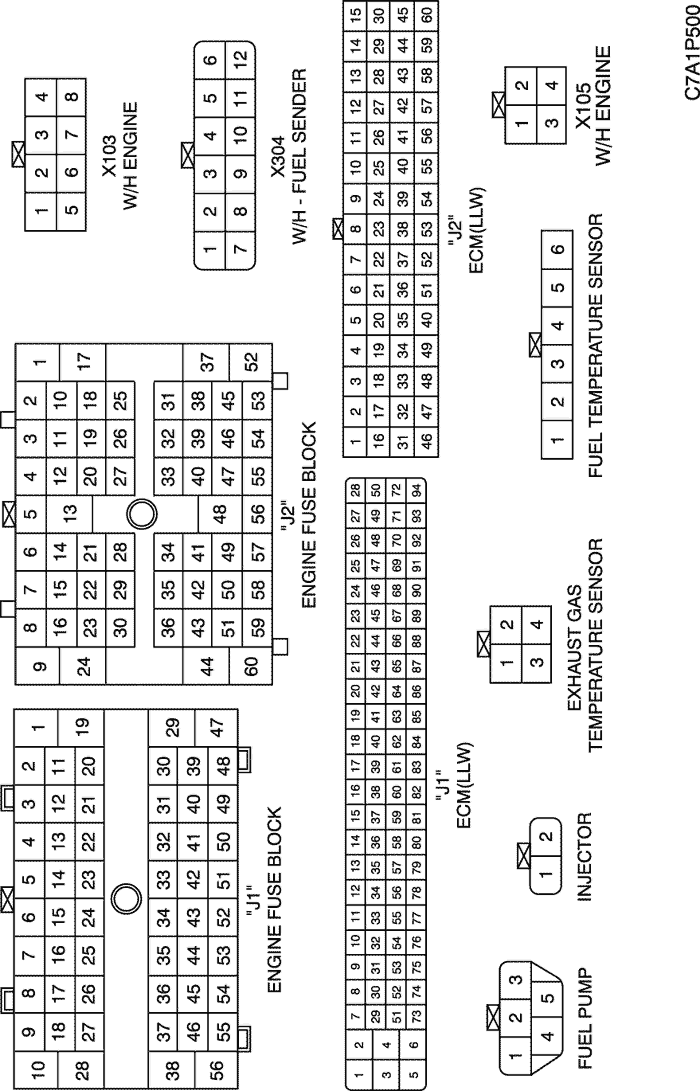 10 9 8 7 6 5 4 3 2 1
18 17 16 15 14 13 12 11
28 27 26 25 24 23 22 21 20 19
38 37 36 35 34 33 32 31 30 29
46 45 44 43 42 41 40 39
56 55 54 53 52 51 50 49 48 47
"J1"
ENGINE FUSE BLOCK
9 8 7 6 5 4 3 2 1
16 15 14 13 12 11 10
24 23 22 21 20 19 18 17
30 29 28 27 26 25
36 35 34 33 32 31
44 43 42 41 40 39 38 37
51 50 49 48 47 46 45
60 59 58 57 56 55 54 53 52
"J2"
ENGINE FUSE BLOCK
1 2 3 4
5 6 7 8
X103
W/H ENGINE
1 2 3 4 5 6
7 8 9 10 11 12
X304
W/H - FUEL SENDER
1 2 7 8 9 10 11 12 13 14 15 16 17 18 19 20 21 22 23 24 25 26 27 28
3 4 29 30 31 32 33 34 35 36 37 38 39 40 41 42 43 44 45 46 47 48 49 50
51 52 53 54 55 56 57 58 59 60 61 62 63 64 65 66 67 68 69 70 71 72
5 6 73 74 75 76 77 78 79 80 81 82 83 84 85 86 87 88 89 90 91 92 93 94
"J1"
ECM(LLW)
1 2 3 4 5 6 7 8 9 10 11 12 13 14 15
16 17 18 19 20 21 22 23 24 25 26 27 28 29 30
31 32 33 34 35 36 37 38 39 40 41 42 43 44 45
46 47 48 49 40 51 52 53 54 55 56 57 58 59 60
"J2"
ECM(LLW)
1 2 3
4 5
FUEL PUMP
1 2
INJECTOR
1 2
3 4
EXHAUST GAS
TEMPERATURE SENSOR
1 2 3 4 5 6
FUEL TEMPERATURE SENSOR
1 2
3 4
X105
W/H ENGINE
C7A1P500